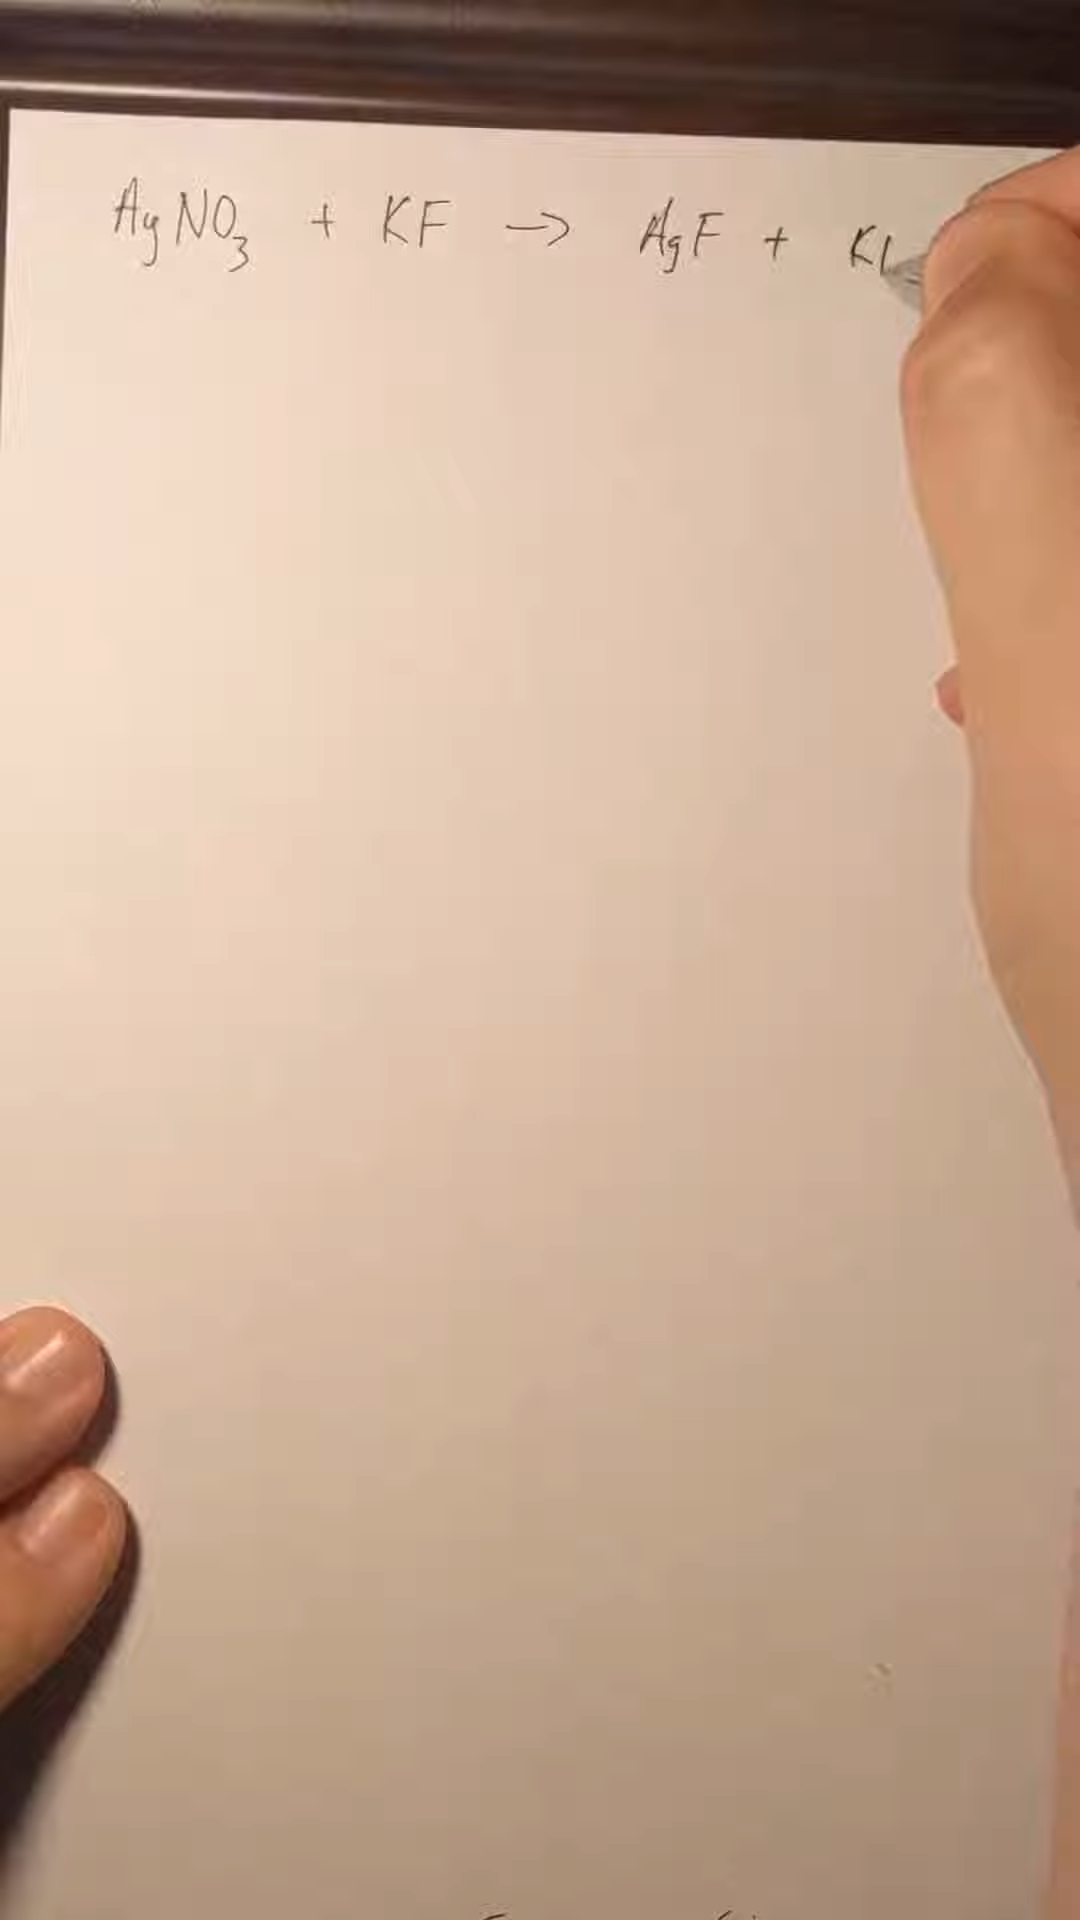 AgNO₃ + KF → AgF + K